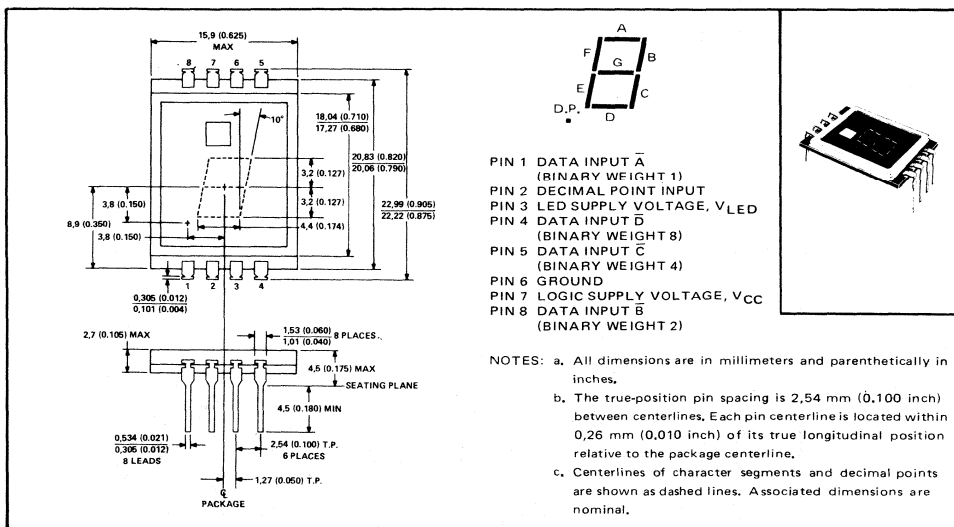 15,9 (0.625)
MAX
8 7 6 5
10°
18,04 (0.710)
17,27 (0.680)
20,83 (0.820)
20,06 (0.790)
3,2 (0.127)
3,2 (0.127)
22,99 (0.905)
22,22 (0.875)
3,8 (0.150)
8,9 (0.350)
3,8 (0.150)
4,4 (0.174)
1 2 3 4
0,305 (0.012)
0,101 (0.004)
2,7 (0.105) MAX
1,53 (0.060)
1,01 (0.040)
8 PLACES
4,5 (0.175) MAX
SEATING PLANE
4,5 (0.180) MIN
0,534 (0.021)
0,305 (0.012)
8 LEADS
2,54 (0.100) T.P.
6 PLACES
1,27 (0.050) T.P.
℄
PACKAGE
A
F
B
G
E
C
D.P.
D
PIN 1 DATA INPUT A̅
(BINARY WEIGHT 1)
PIN 2 DECIMAL POINT INPUT
PIN 3 LED SUPPLY VOLTAGE, VLED
PIN 4 DATA INPUT D̅
(BINARY WEIGHT 8)
PIN 5 DATA INPUT C̅
(BINARY WEIGHT 4)
PIN 6 GROUND
PIN 7 LOGIC SUPPLY VOLTAGE, VCC
PIN 8 DATA INPUT B̅
(BINARY WEIGHT 2)
NOTES: a. All dimensions are in millimeters and parenthetically in
inches.
b. The true-position pin spacing is 2,54 mm (0.100 inch)
between centerlines. Each pin centerline is located within
0,26 mm (0.010 inch) of its true longitudinal position
relative to the package centerline.
c. Centerlines of character segments and decimal points
are shown as dashed lines. Associated dimensions are
nominal.